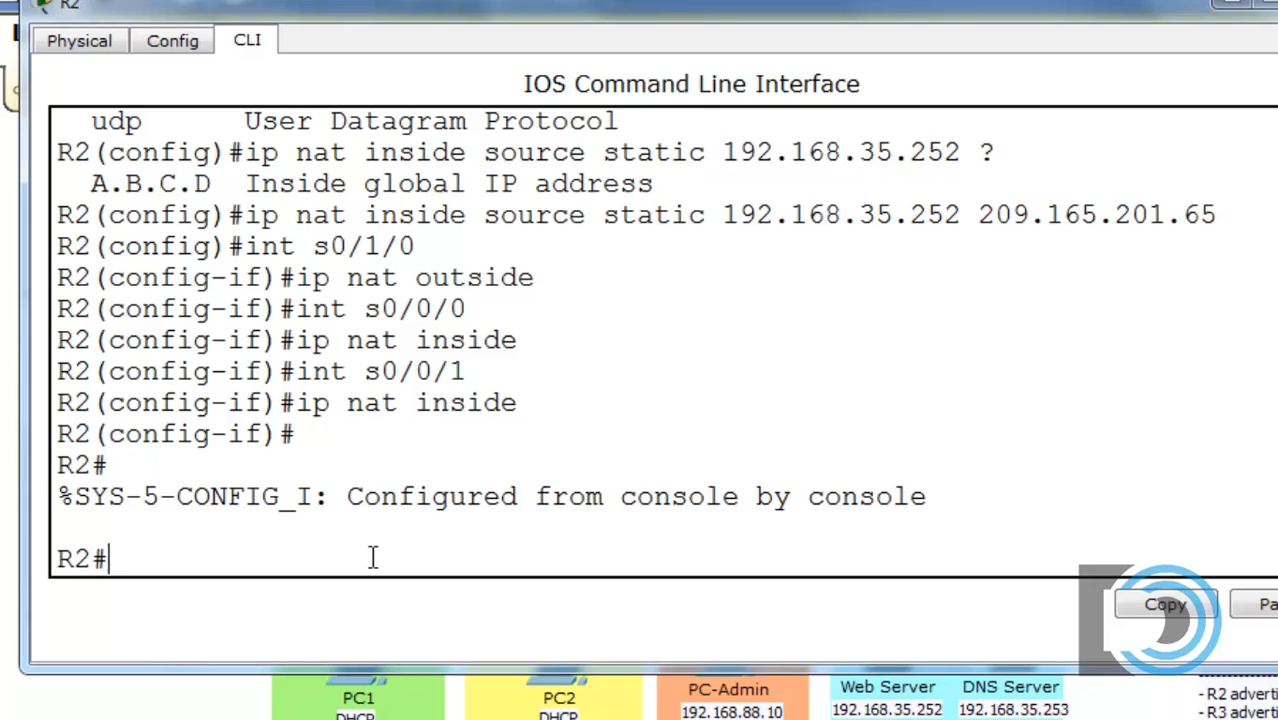 R2
Physical Config CLI
IOS Command Line Interface
udp User Datagram Protocol
R2(config)#ip nat inside source static 192.168.35.252 ?
A.B.C.D Inside global IP address
R2(config)#ip nat inside source static 192.168.35.252 209.165.201.65
R2(config)#int s0/1/0
R2(config-if)#ip nat outside
R2(config-if)#int s0/0/0
R2(config-if)#ip nat inside
R2(config-if)#int s0/0/1
R2(config-if)#ip nat inside
R2(config-if)#
R2#
%SYS-5-CONFIG_I: Configured from console by console
R2#
Copy Pa
PC1
DHCP
PC2
DHCP
PC-Admin
192.168.88.10
Web Server
192.168.35.252
DNS Server
192.168.35.253
- R2 adverti
- R3 adverti